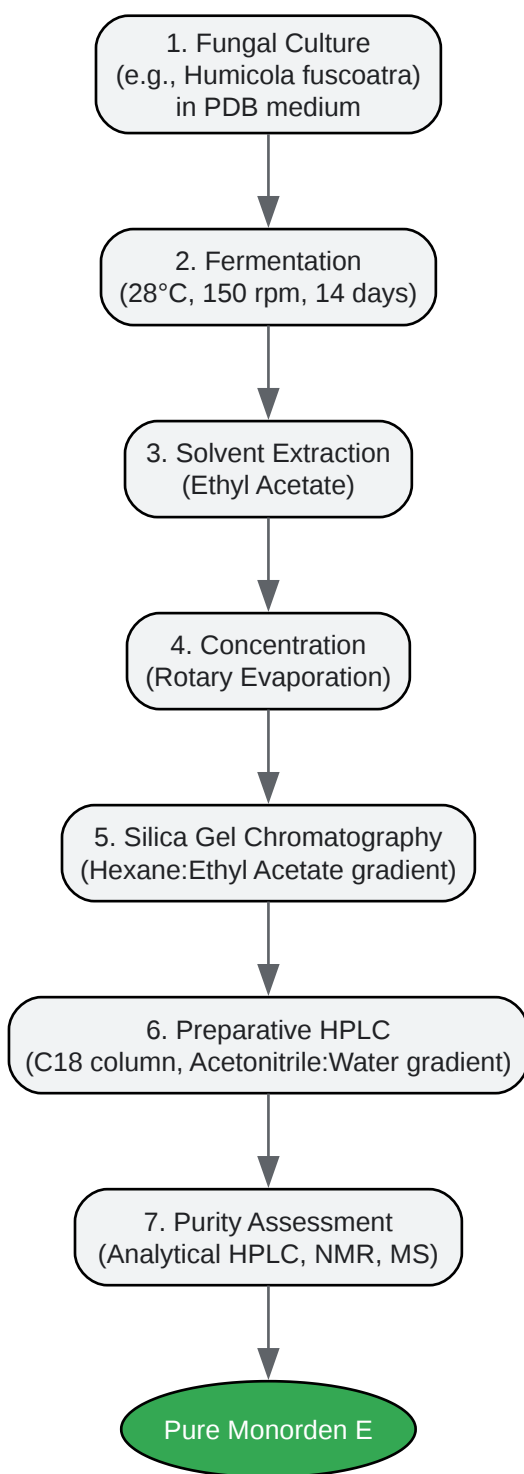 1. Fungal Culture
(e.g., Humicola fuscoatra)
in PDB medium
2. Fermentation
(28°C, 150 rpm, 14 days)
3. Solvent Extraction
(Ethyl Acetate)
4. Concentration
(Rotary Evaporation)
5. Silica Gel Chromatography
(Hexane:Ethyl Acetate gradient)
6. Preparative HPLC
(C18 column, Acetonitrile:Water gradient)
7. Purity Assessment
(Analytical HPLC, NMR, MS)
Pure Monorden E